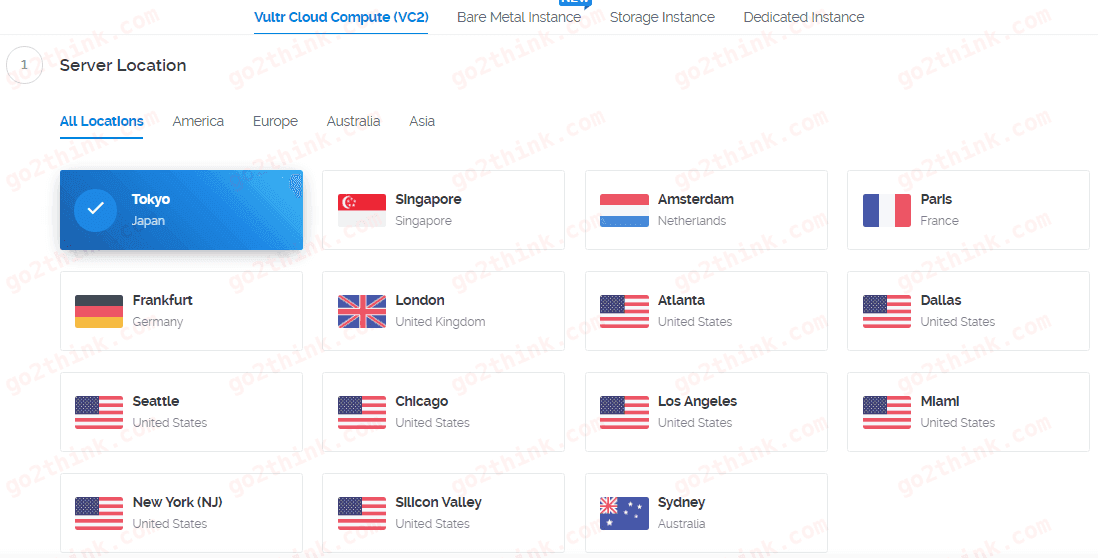 New
Vultr Cloud Compute (VC2) Bare Metal Instance Storage Instance Dedicated Instance
1 Server Location
All Locations America Europe Australia Asia
Tokyo Singapore Amsterdam Paris
Japan Singapore Netherlands France
Frankfurt London Atlanta Dallas
Germany United Kingdom United States United States
Seattle Chicago Los Angeles Miami
United States United States United States United States
New York (NJ) Silicon Valley Sydney
United States United States Australia
go2think.com